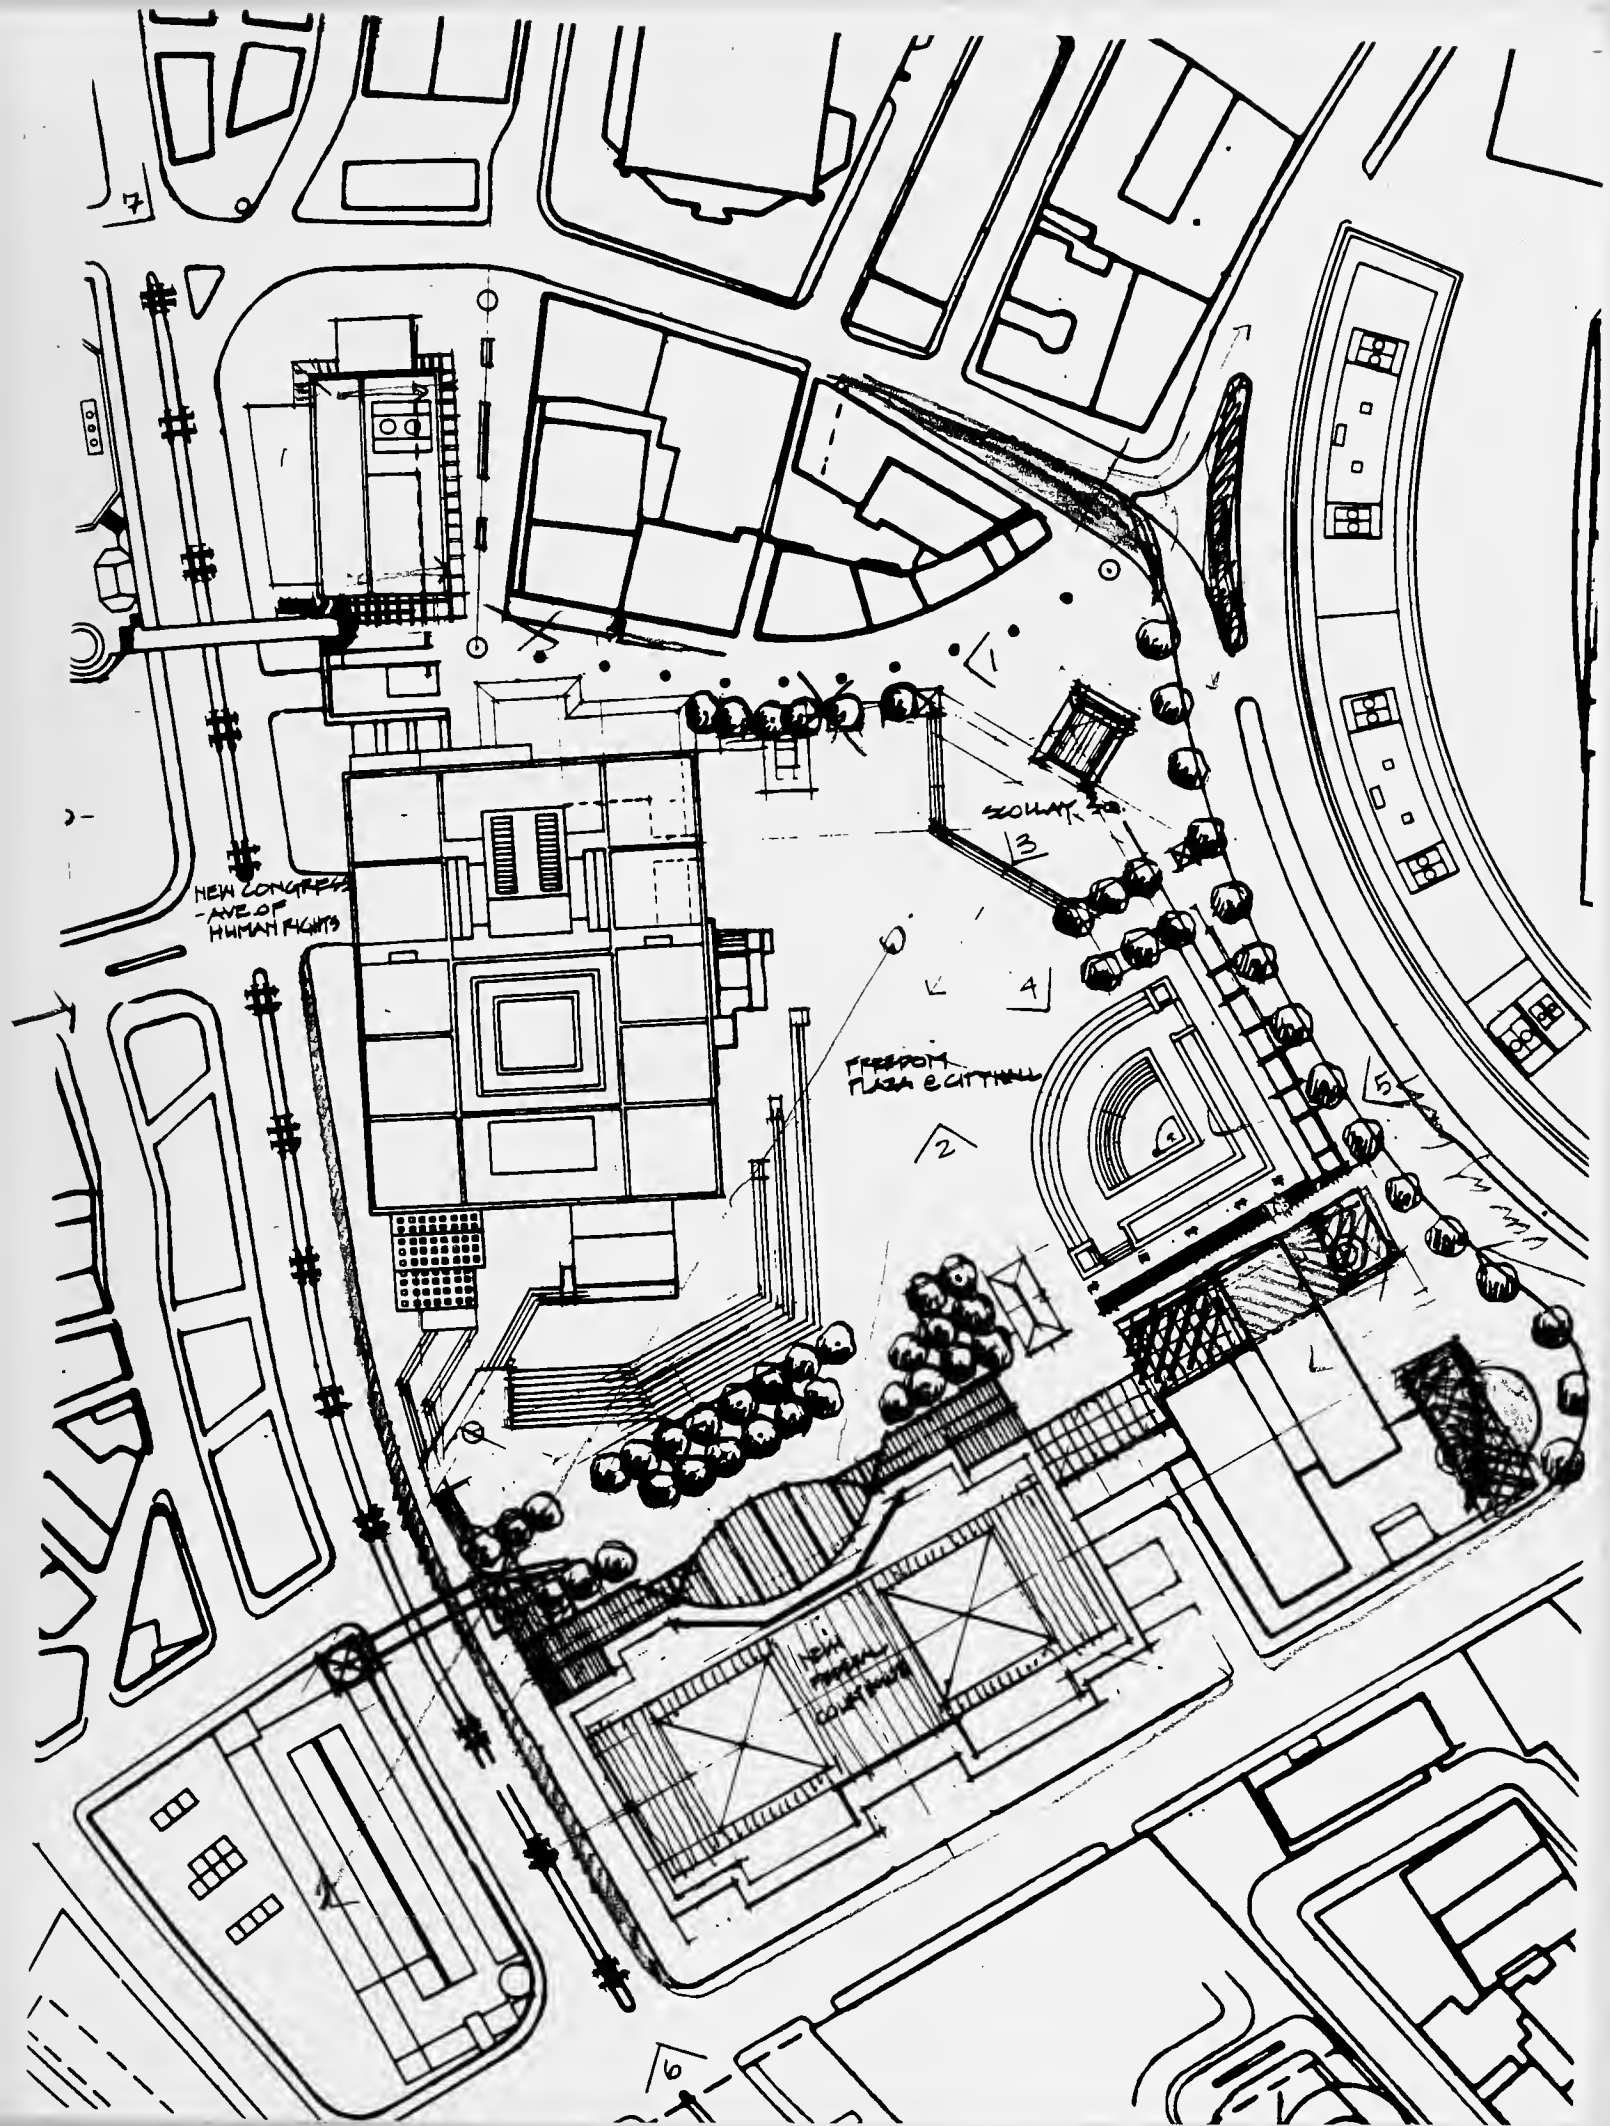 7
1
SCOLLAY SQ.
3
NEW CONGRESS
-AVE OF
HUMAN RIGHTS
4
FREEDOM
PLAZA @ CITY HALL
5
2
NEW
FEDERAL
COURTHOUSE
2
6